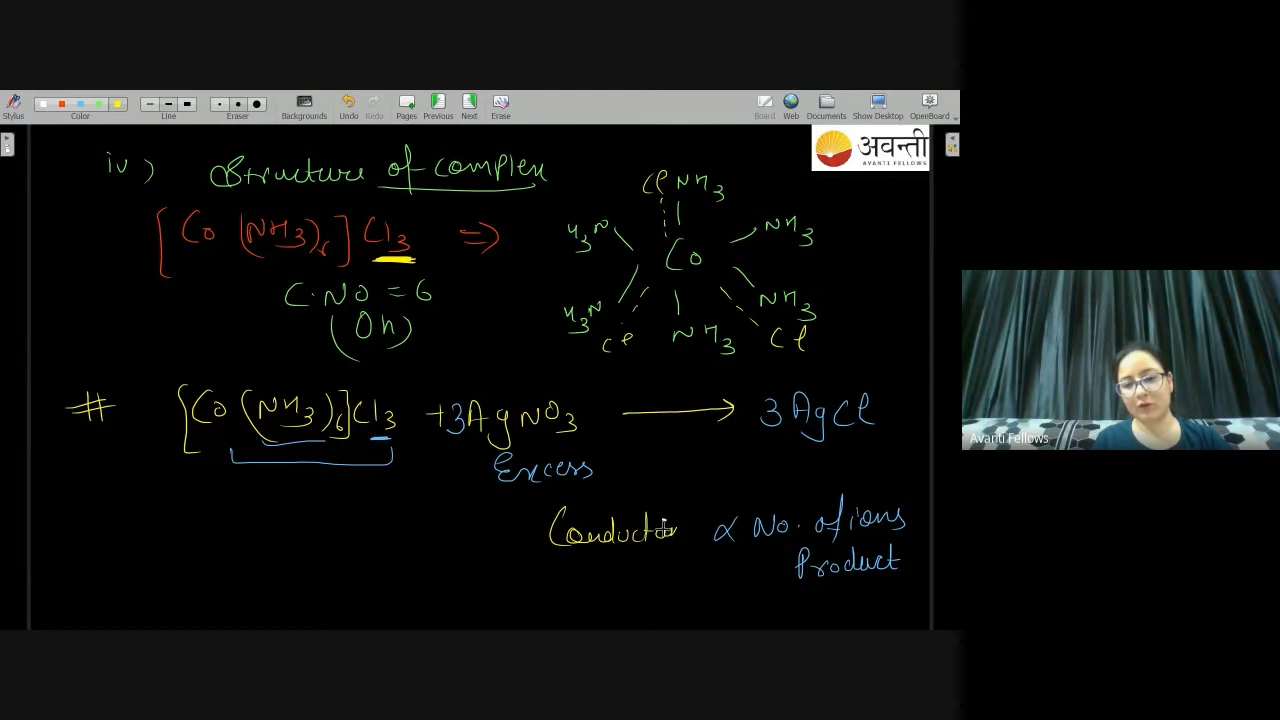 Stylus Color Line Eraser Backgrounds Undo Redo Pages Previous Next Erase Board Web Documents Show Desktop OpenBoard
अवन्ती
AVANTI FELLOWS
iv) Structure of complex
[Co (NH3)6] Cl3 ⇒
C.NO = 6
(Oh)
Cl NH3
H3N NH3
Co
H3N NH3
Cl NH3 Cl
# [Co (NH3)6] Cl3 + 3AgNO3 ⟶ 3AgCl
Excess
Conductor ∝ No. of ions
Product
Avanti Fellows